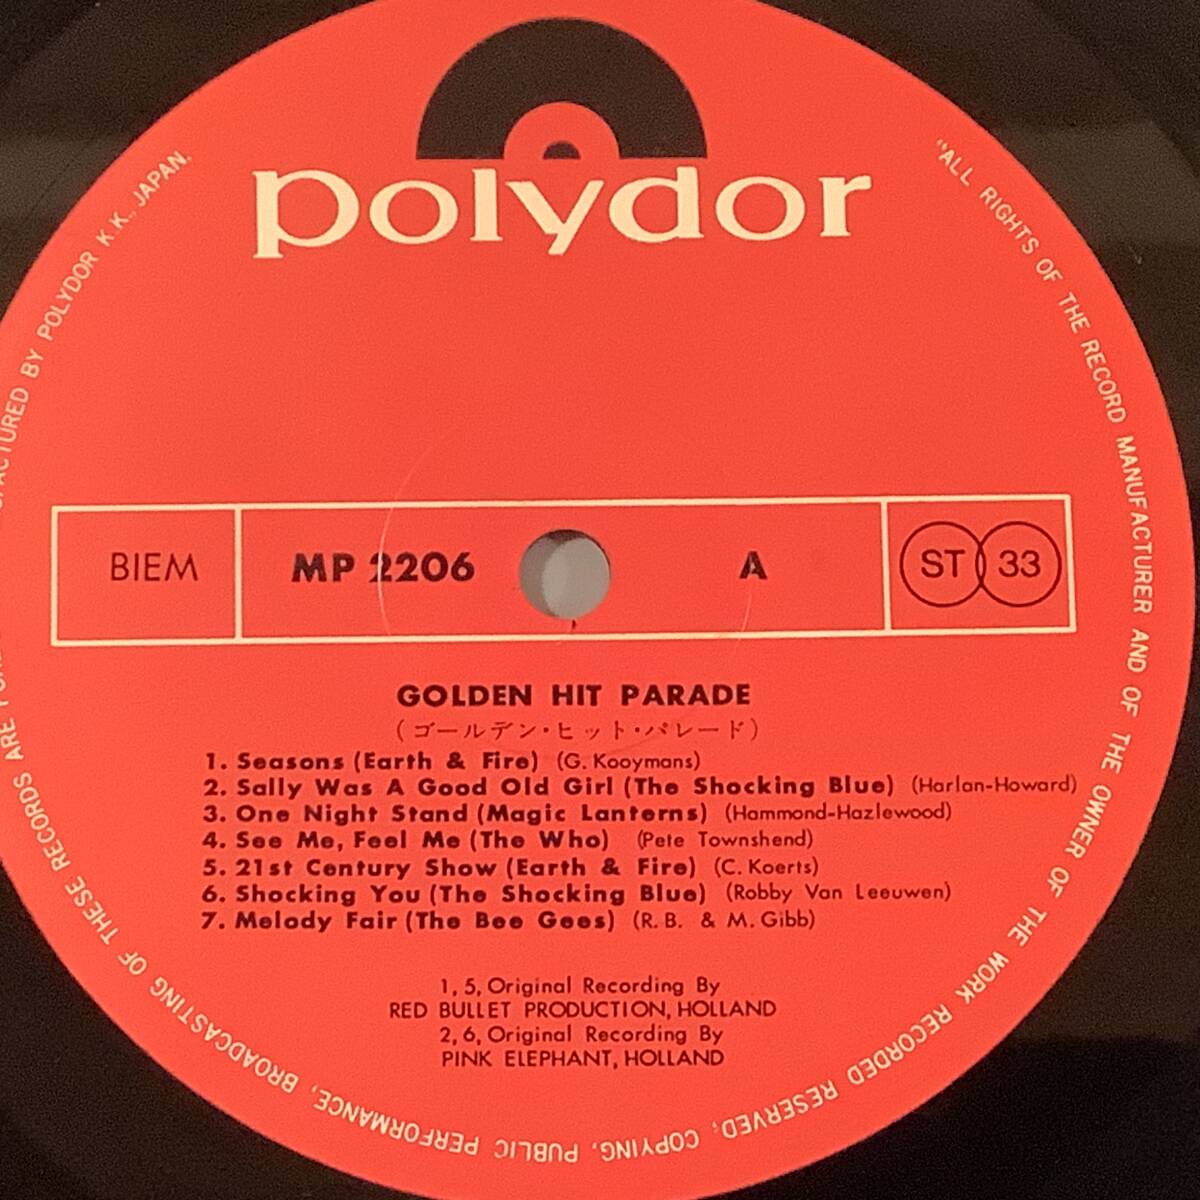 polydor
BIEM
MP 2206
A
ST 33
GOLDEN HIT PARADE
(ゴールデン・ヒット・パレード)
1. Seasons (Earth & Fire) (G. Kooymans)
2. Sally Was A Good Old Girl (The Shocking Blue) (Harlan-Howard)
3. One Night Stand (Magic Lanterns) (Hammond-Hazlewood)
4. See Me, Feel Me (The Who) (Pete Townshend)
5. 21st Century Show (Earth & Fire) (C. Koerts)
6. Shocking You (The Shocking Blue) (Robby Van Leeuwen)
7. Melody Fair (The Bee Gees) (R. B. & M. Gibb)
1, 5, Original Recording By
RED BULLET PRODUCTION, HOLLAND
2, 6, Original Recording By
PINK ELEPHANT, HOLLAND
"ALL RIGHTS OF THE RECORD MANUFACTURER AND OF THE OWNER OF THE WORK RECORDED RESERVED; COPYING, PUBLIC PERFORMANCE, BROADCASTING OF THESE RECORDS ARE BY POLYDOR K.K., JAPAN.